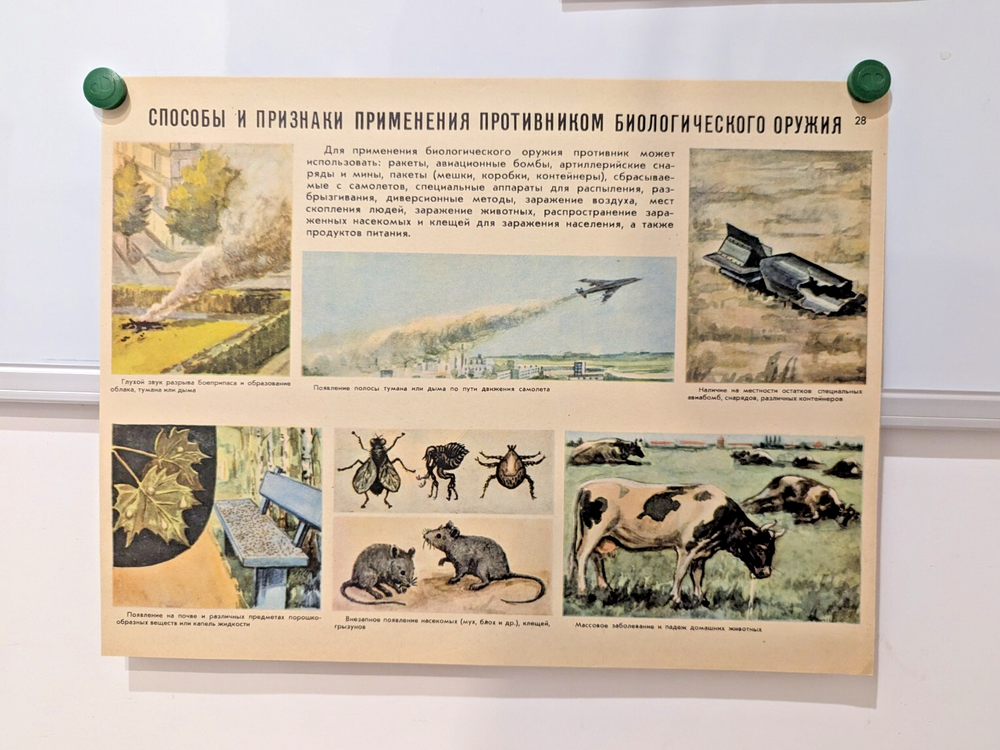 СПОСОБЫ И ПРИЗНАКИ ПРИМЕНЕНИЯ ПРОТИВНИКОМ БИОЛОГИЧЕСКОГО ОРУЖИЯ
28
Для применения биологического оружия противник может
использовать: ракеты, авиационные бомбы, артиллерийские сна-
ряды и мины, пакеты (мешки, коробки, контейнеры), сбрасывае-
мые с самолетов, специальные аппараты для распыления, раз-
брызгивания, диверсионные методы, заражение воздуха, мест
скопления людей, заражение животных, распространение зара-
женных насекомых и клещей для заражения населения, а также
продуктов питания.
Глухой звук разрыва боеприпаса и образование
облака, тумана или дыма
Появление полосы тумана или дыма по пути движения самолета
Наличие на местности остатков специальных
авиабомб, снарядов, различных контейнеров
Появление на почве и различных предметах порошко-
образных веществ или капель жидкости
Внезапное появление насекомых (мух, блох и др.), клещей,
грызунов
Массовое заболевание и падеж домашних животных